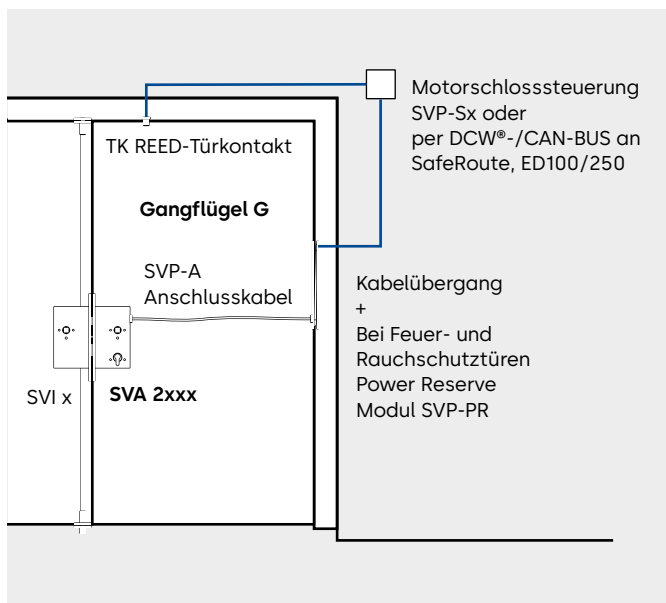 Motorschlosssteuerung
SVP-Sx oder
per DCW®-/CAN-BUS an
SafeRoute, ED100/250
TK REED-Türkontakt
Gangflügel G
SVP-A
Anschlusskabel
Kabelübergang
+
Bei Feuer- und
Rauchschutztüren
Power Reserve
Modul SVP-PR
SVI x
SVA 2xxx